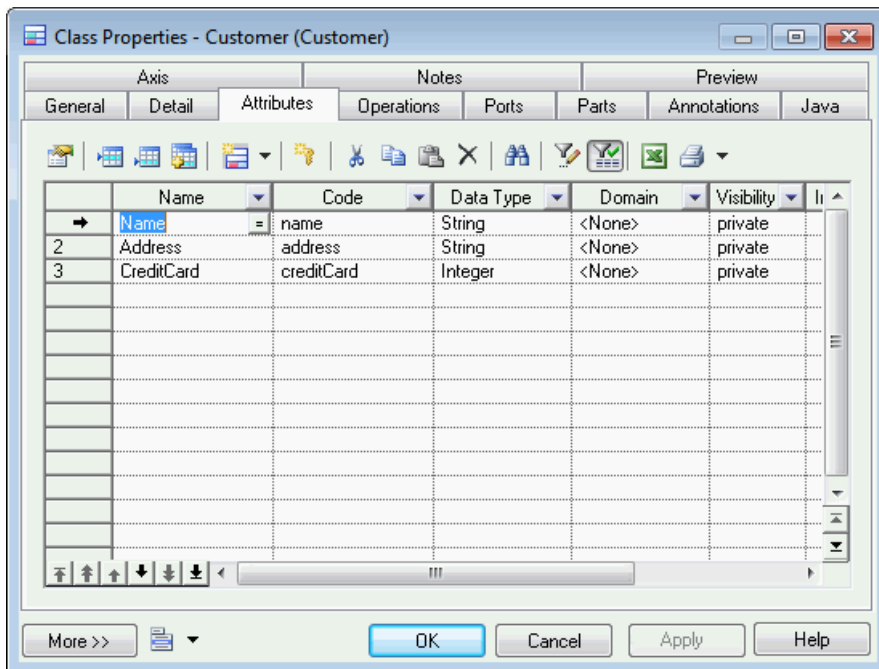 Class Properties - Customer (Customer)
Axis Notes Preview
General Detail Attributes Operations Ports Parts Annotations Java
Name Code Data Type Domain Visibility
Name = name String <None> private
2 Address address String <None> private
3 CreditCard creditCard Integer <None> private
More >> OK Cancel Apply Help